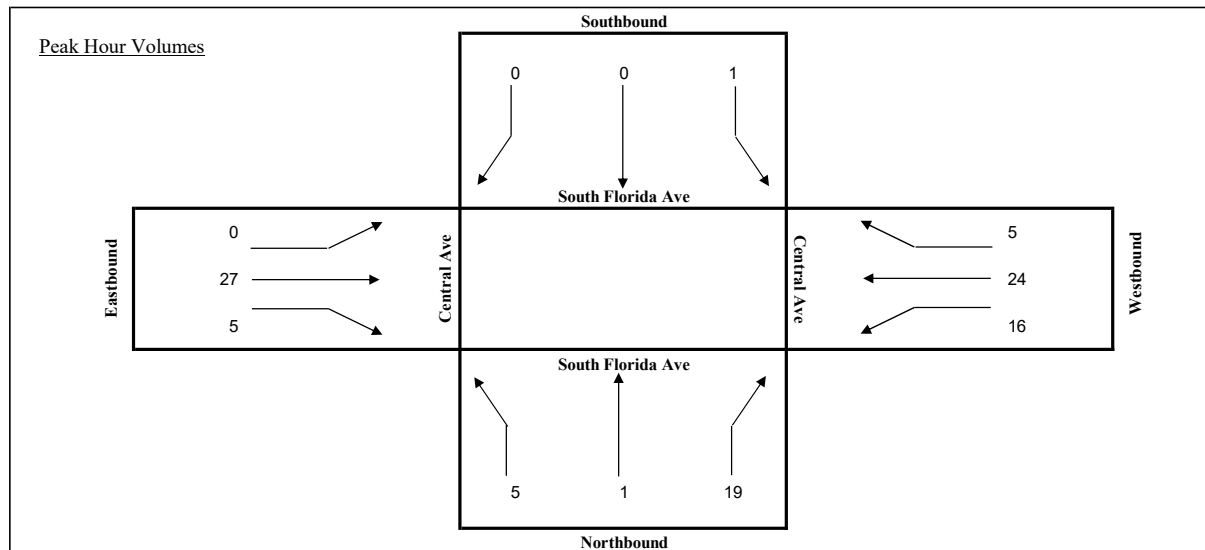 Southbound
Peak Hour Volumes
0 0 1
South Florida Ave
Eastbound
0
27
5
Central Ave
Central Ave
5
24
16
Westbound
South Florida Ave
5 1 19
Northbound